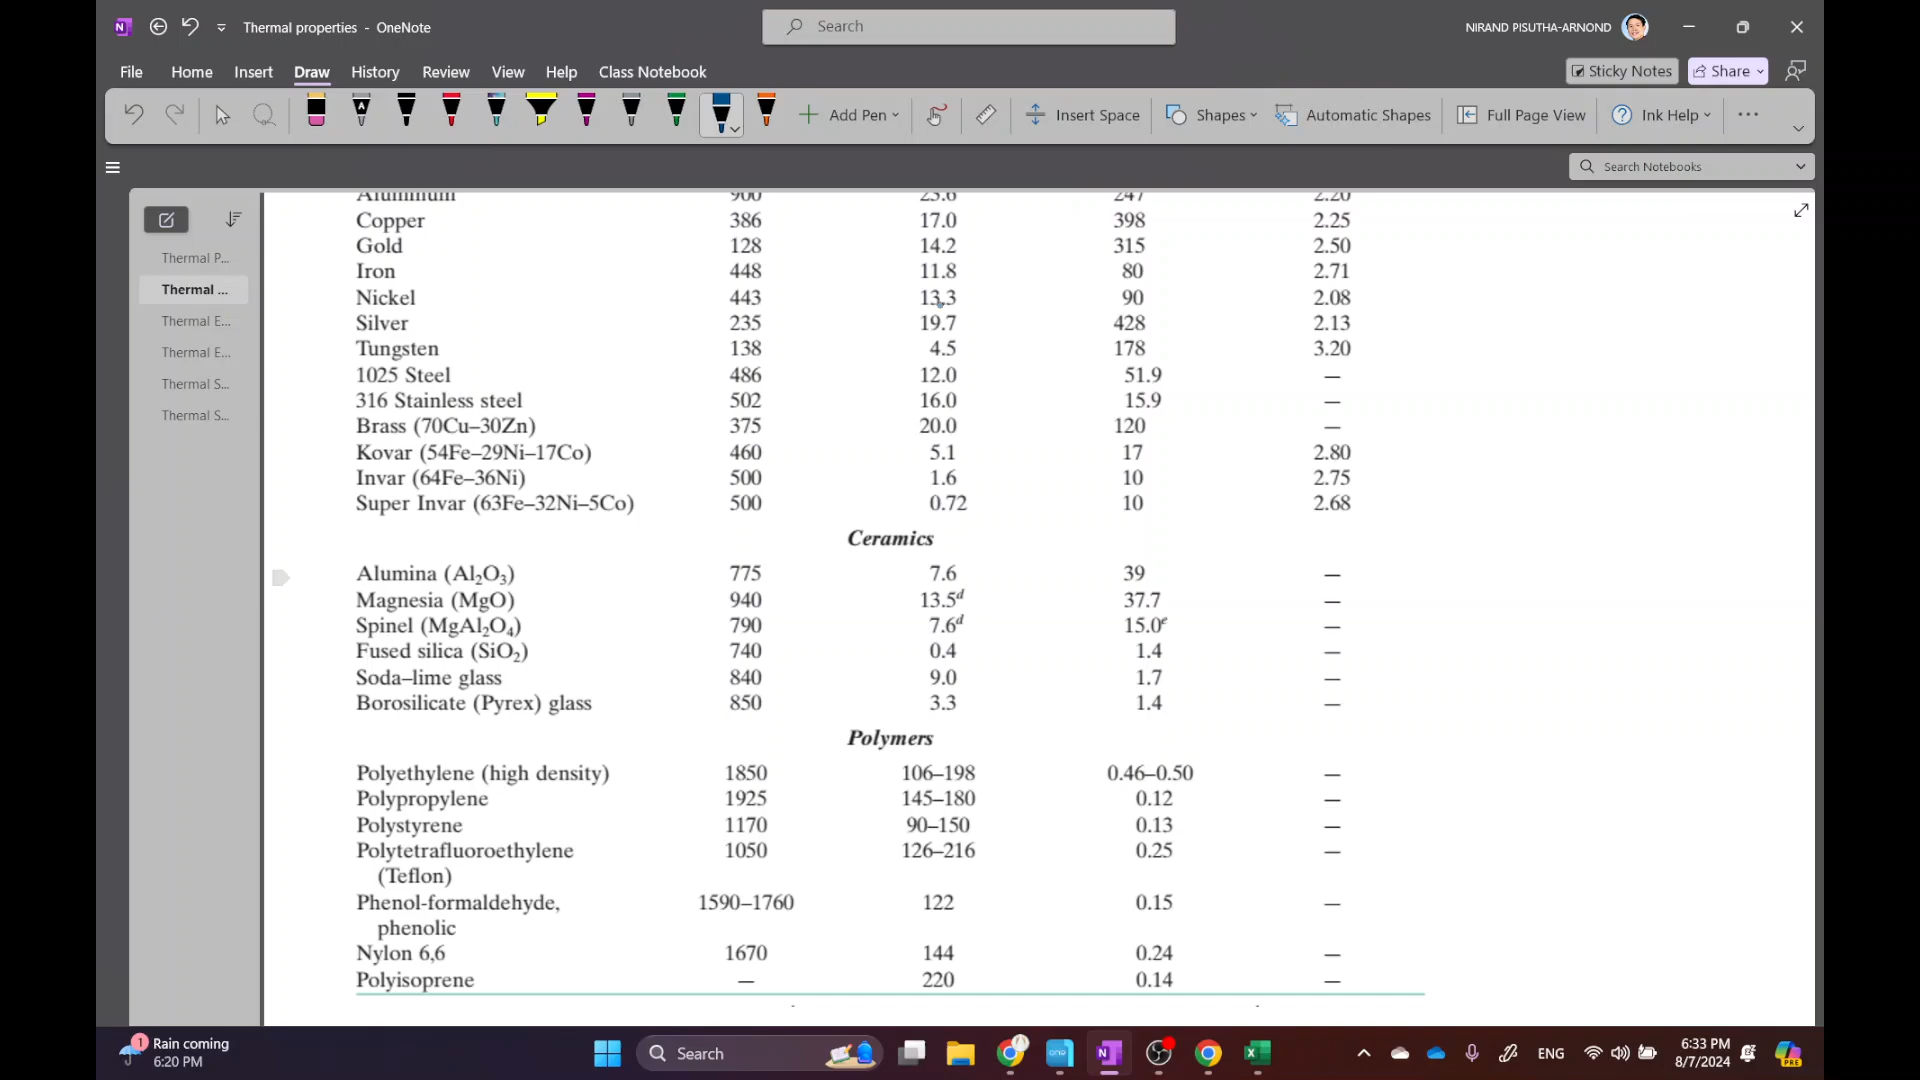 Thermal properties - OneNote
Search
NIRAND PISUTHA-ARNOND
File Home Insert Draw History Review View Help Class Notebook
Sticky Notes Share
Add Pen Insert Space Shapes Automatic Shapes Full Page View Ink Help
Search Notebooks
Thermal P...
Thermal ...
Thermal E...
Thermal E...
Thermal S...
Thermal S...
Aluminum 900 23.6 247 2.20
Copper 386 17.0 398 2.25
Gold 128 14.2 315 2.50
Iron 448 11.8 80 2.71
Nickel 443 13.3 90 2.08
Silver 235 19.7 428 2.13
Tungsten 138 4.5 178 3.20
1025 Steel 486 12.0 51.9 —
316 Stainless steel 502 16.0 15.9 —
Brass (70Cu–30Zn) 375 20.0 120 —
Kovar (54Fe–29Ni–17Co) 460 5.1 17 2.80
Invar (64Fe–36Ni) 500 1.6 10 2.75
Super Invar (63Fe–32Ni–5Co) 500 0.72 10 2.68
Ceramics
Alumina (Al₂O₃) 775 7.6 39 —
Magnesia (MgO) 940 13.5ᵈ 37.7 —
Spinel (MgAl₂O₄) 790 7.6ᵈ 15.0ᵉ —
Fused silica (SiO₂) 740 0.4 1.4 —
Soda–lime glass 840 9.0 1.7 —
Borosilicate (Pyrex) glass 850 3.3 1.4 —
Polymers
Polyethylene (high density) 1850 106–198 0.46–0.50 —
Polypropylene 1925 145–180 0.12 —
Polystyrene 1170 90–150 0.13 —
Polytetrafluoroethylene 1050 126–216 0.25 —
(Teflon)
Phenol-formaldehyde, 1590–1760 122 0.15 —
phenolic
Nylon 6,6 1670 144 0.24 —
Polyisoprene — 220 0.14 —
1 Rain coming
6:20 PM
Search
ENG
6:33 PM
8/7/2024